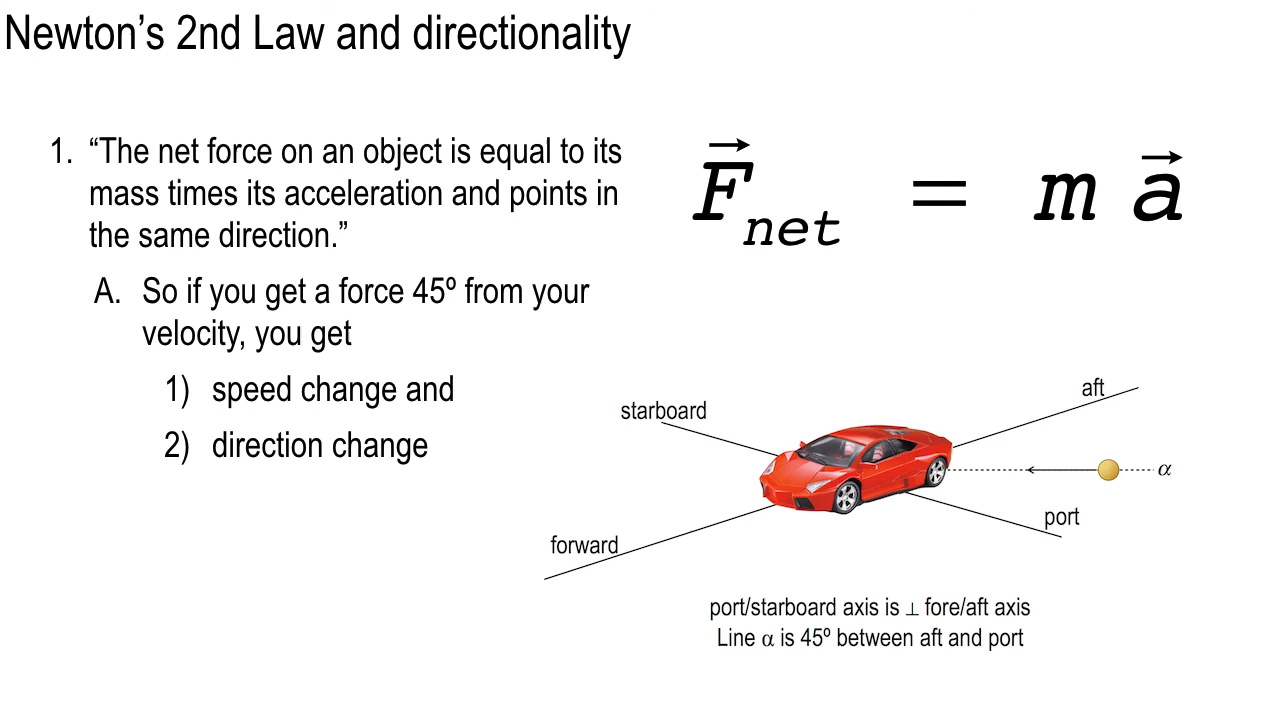 Newton’s 2nd Law and directionality
1. “The net force on an object is equal to its
mass times its acceleration and points in
the same direction.”
A. So if you get a force 45º from your
velocity, you get
1) speed change and
2) direction change
F⃗net = m a⃗
aft
starboard
α
port
forward
port/starboard axis is ⊥ fore/aft axis
Line α is 45º between aft and port